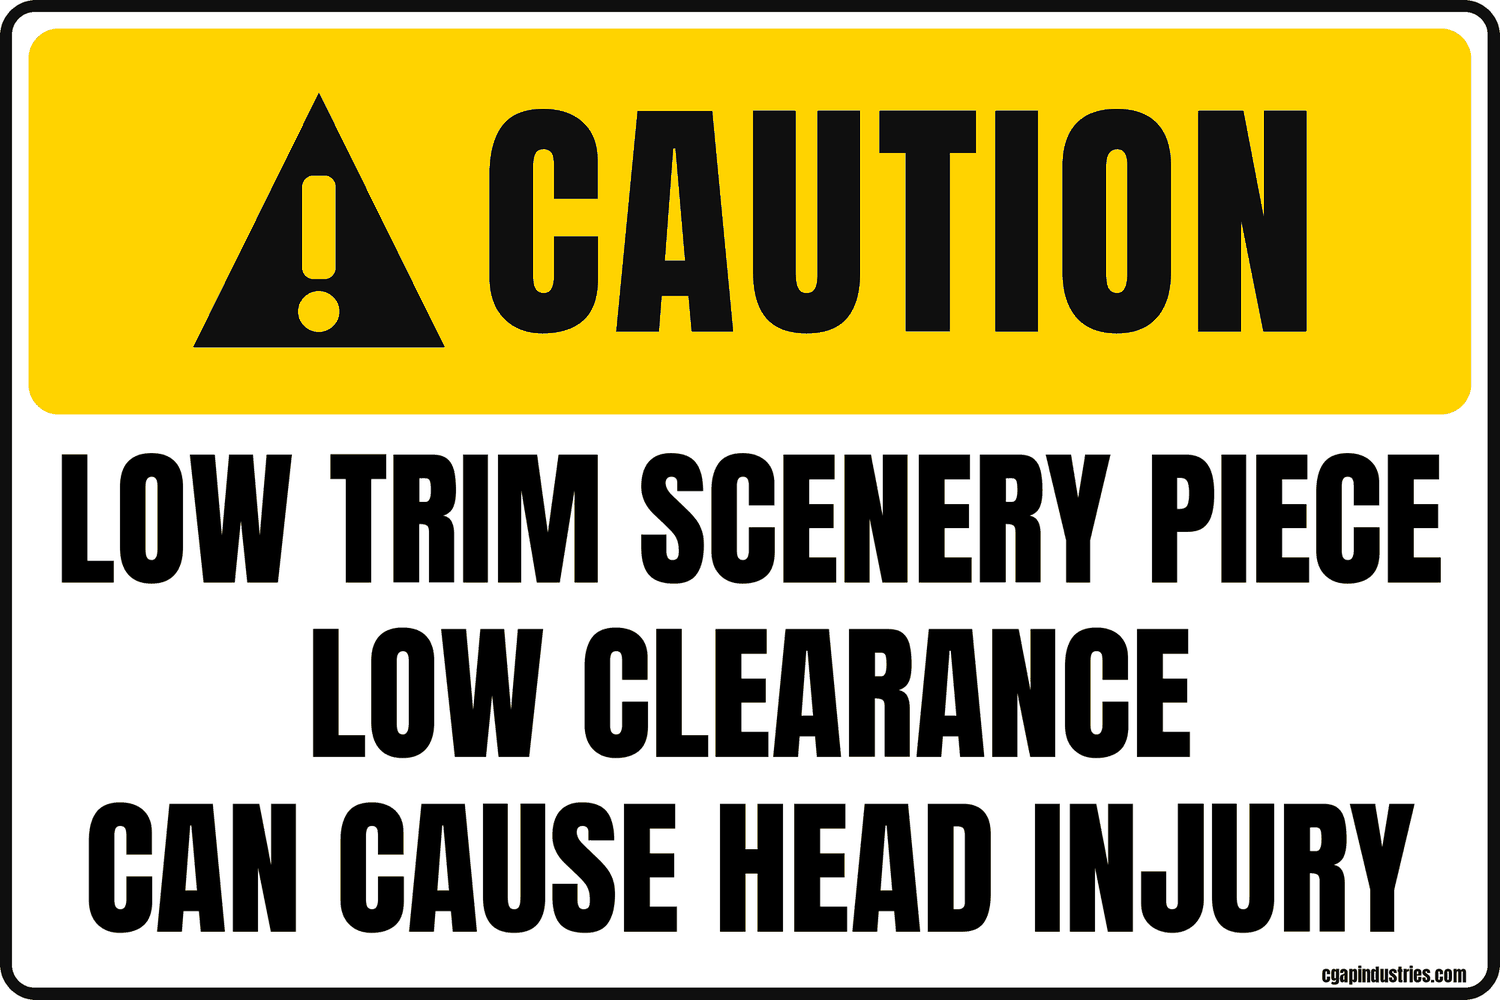 CAUTION
LOW TRIM SCENERY PIECE
LOW CLEARANCE
CAN CAUSE HEAD INJURY
cgapindustries.com